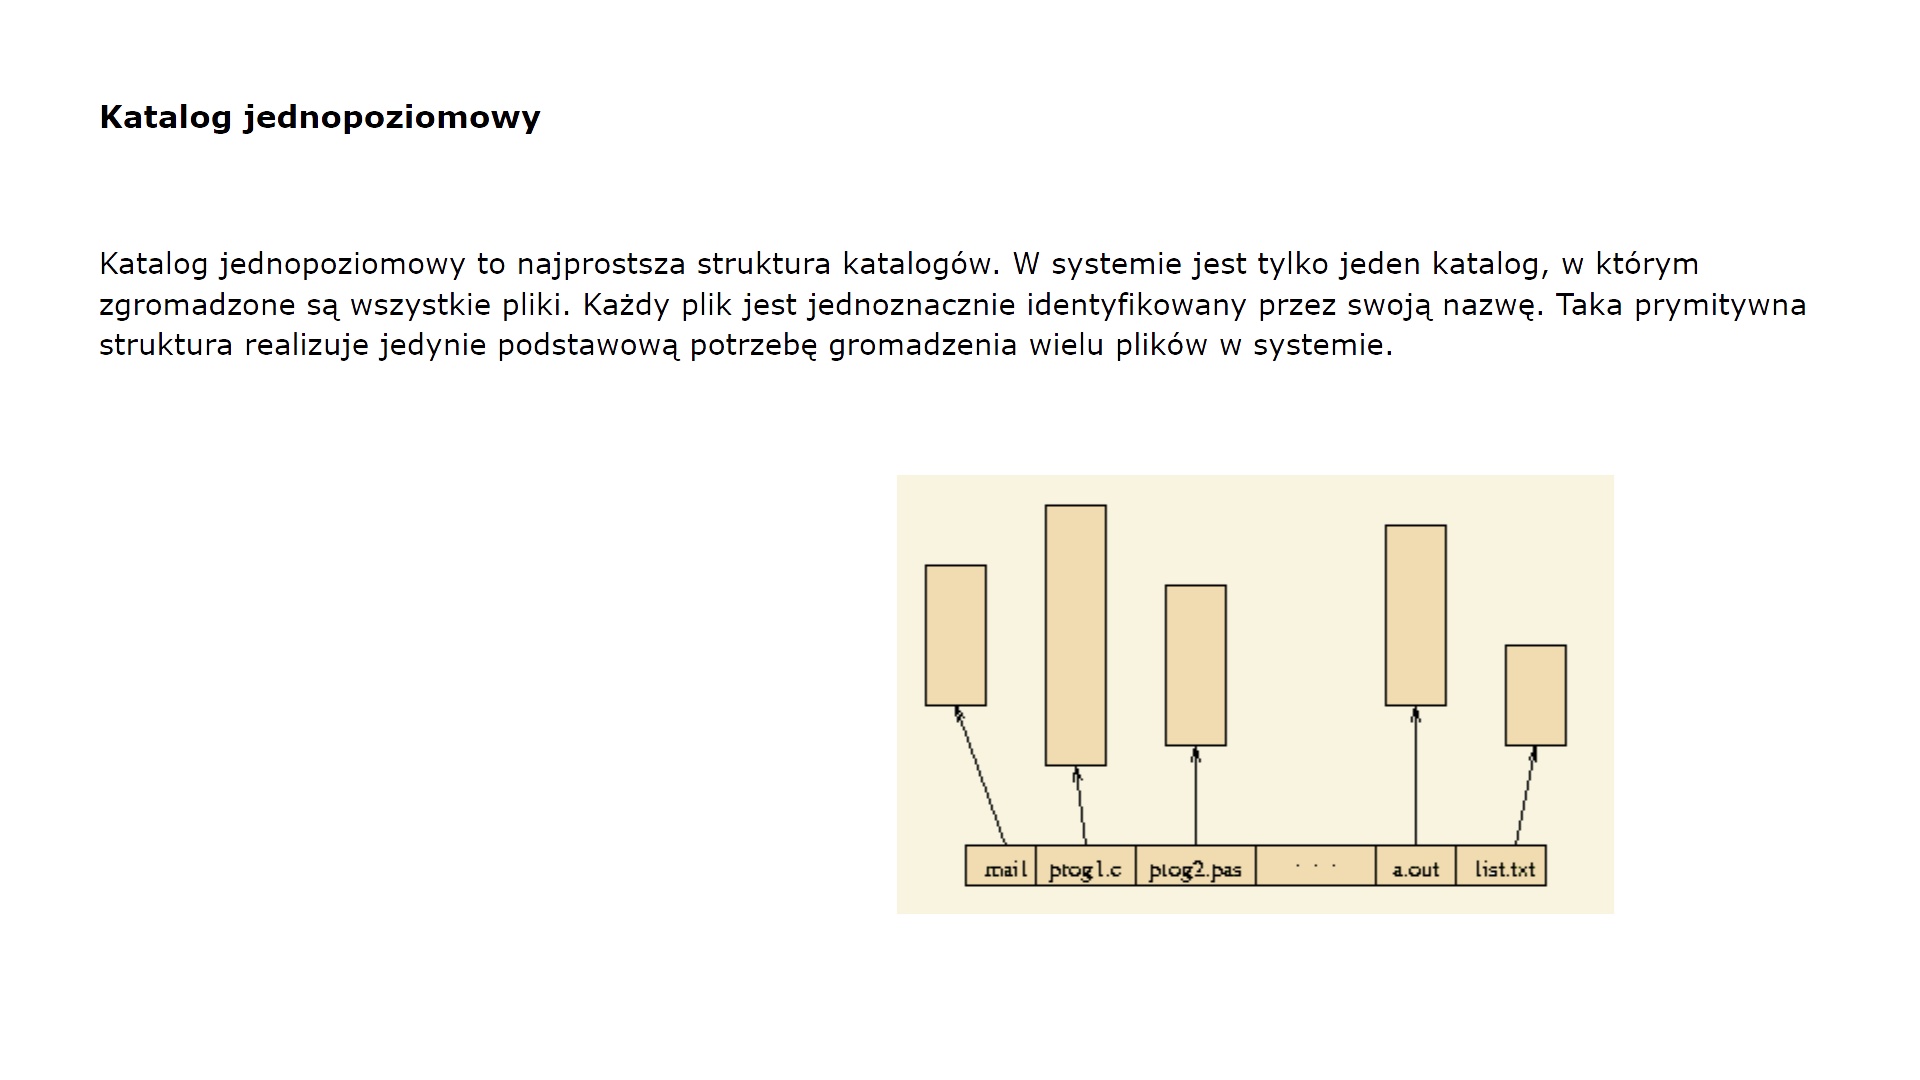 Katalog jednopoziomowy
Katalog jednopoziomowy to najprostsza struktura katalogów. W systemie jest tylko jeden katalog, w którym
zgromadzone są wszystkie pliki. Każdy plik jest jednoznacznie identyfikowany przez swoją nazwę. Taka prymitywna
struktura realizuje jedynie podstawową potrzebę gromadzenia wielu plików w systemie.
mail prog1.c prog2.pas . . . a.out list.txt